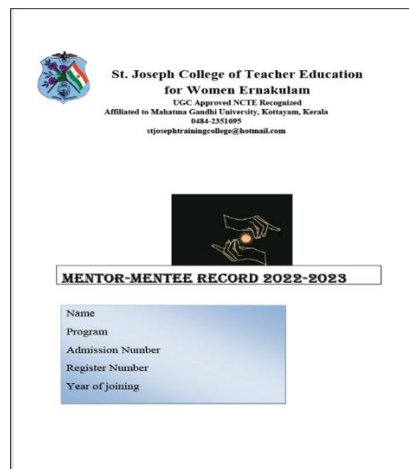 St. Joseph College of Teacher Education
for Women Ernakulam
UGC Approved NCTE Recognized
Affiliated to Mahatma Gandhi University, Kottayam, Kerala
0484-2351695
stjosephtrainingcollege@hotmail.com
MENTOR-MENTEE RECORD 2022-2023
Name
Program
Admission Number
Register Number
Year of joining